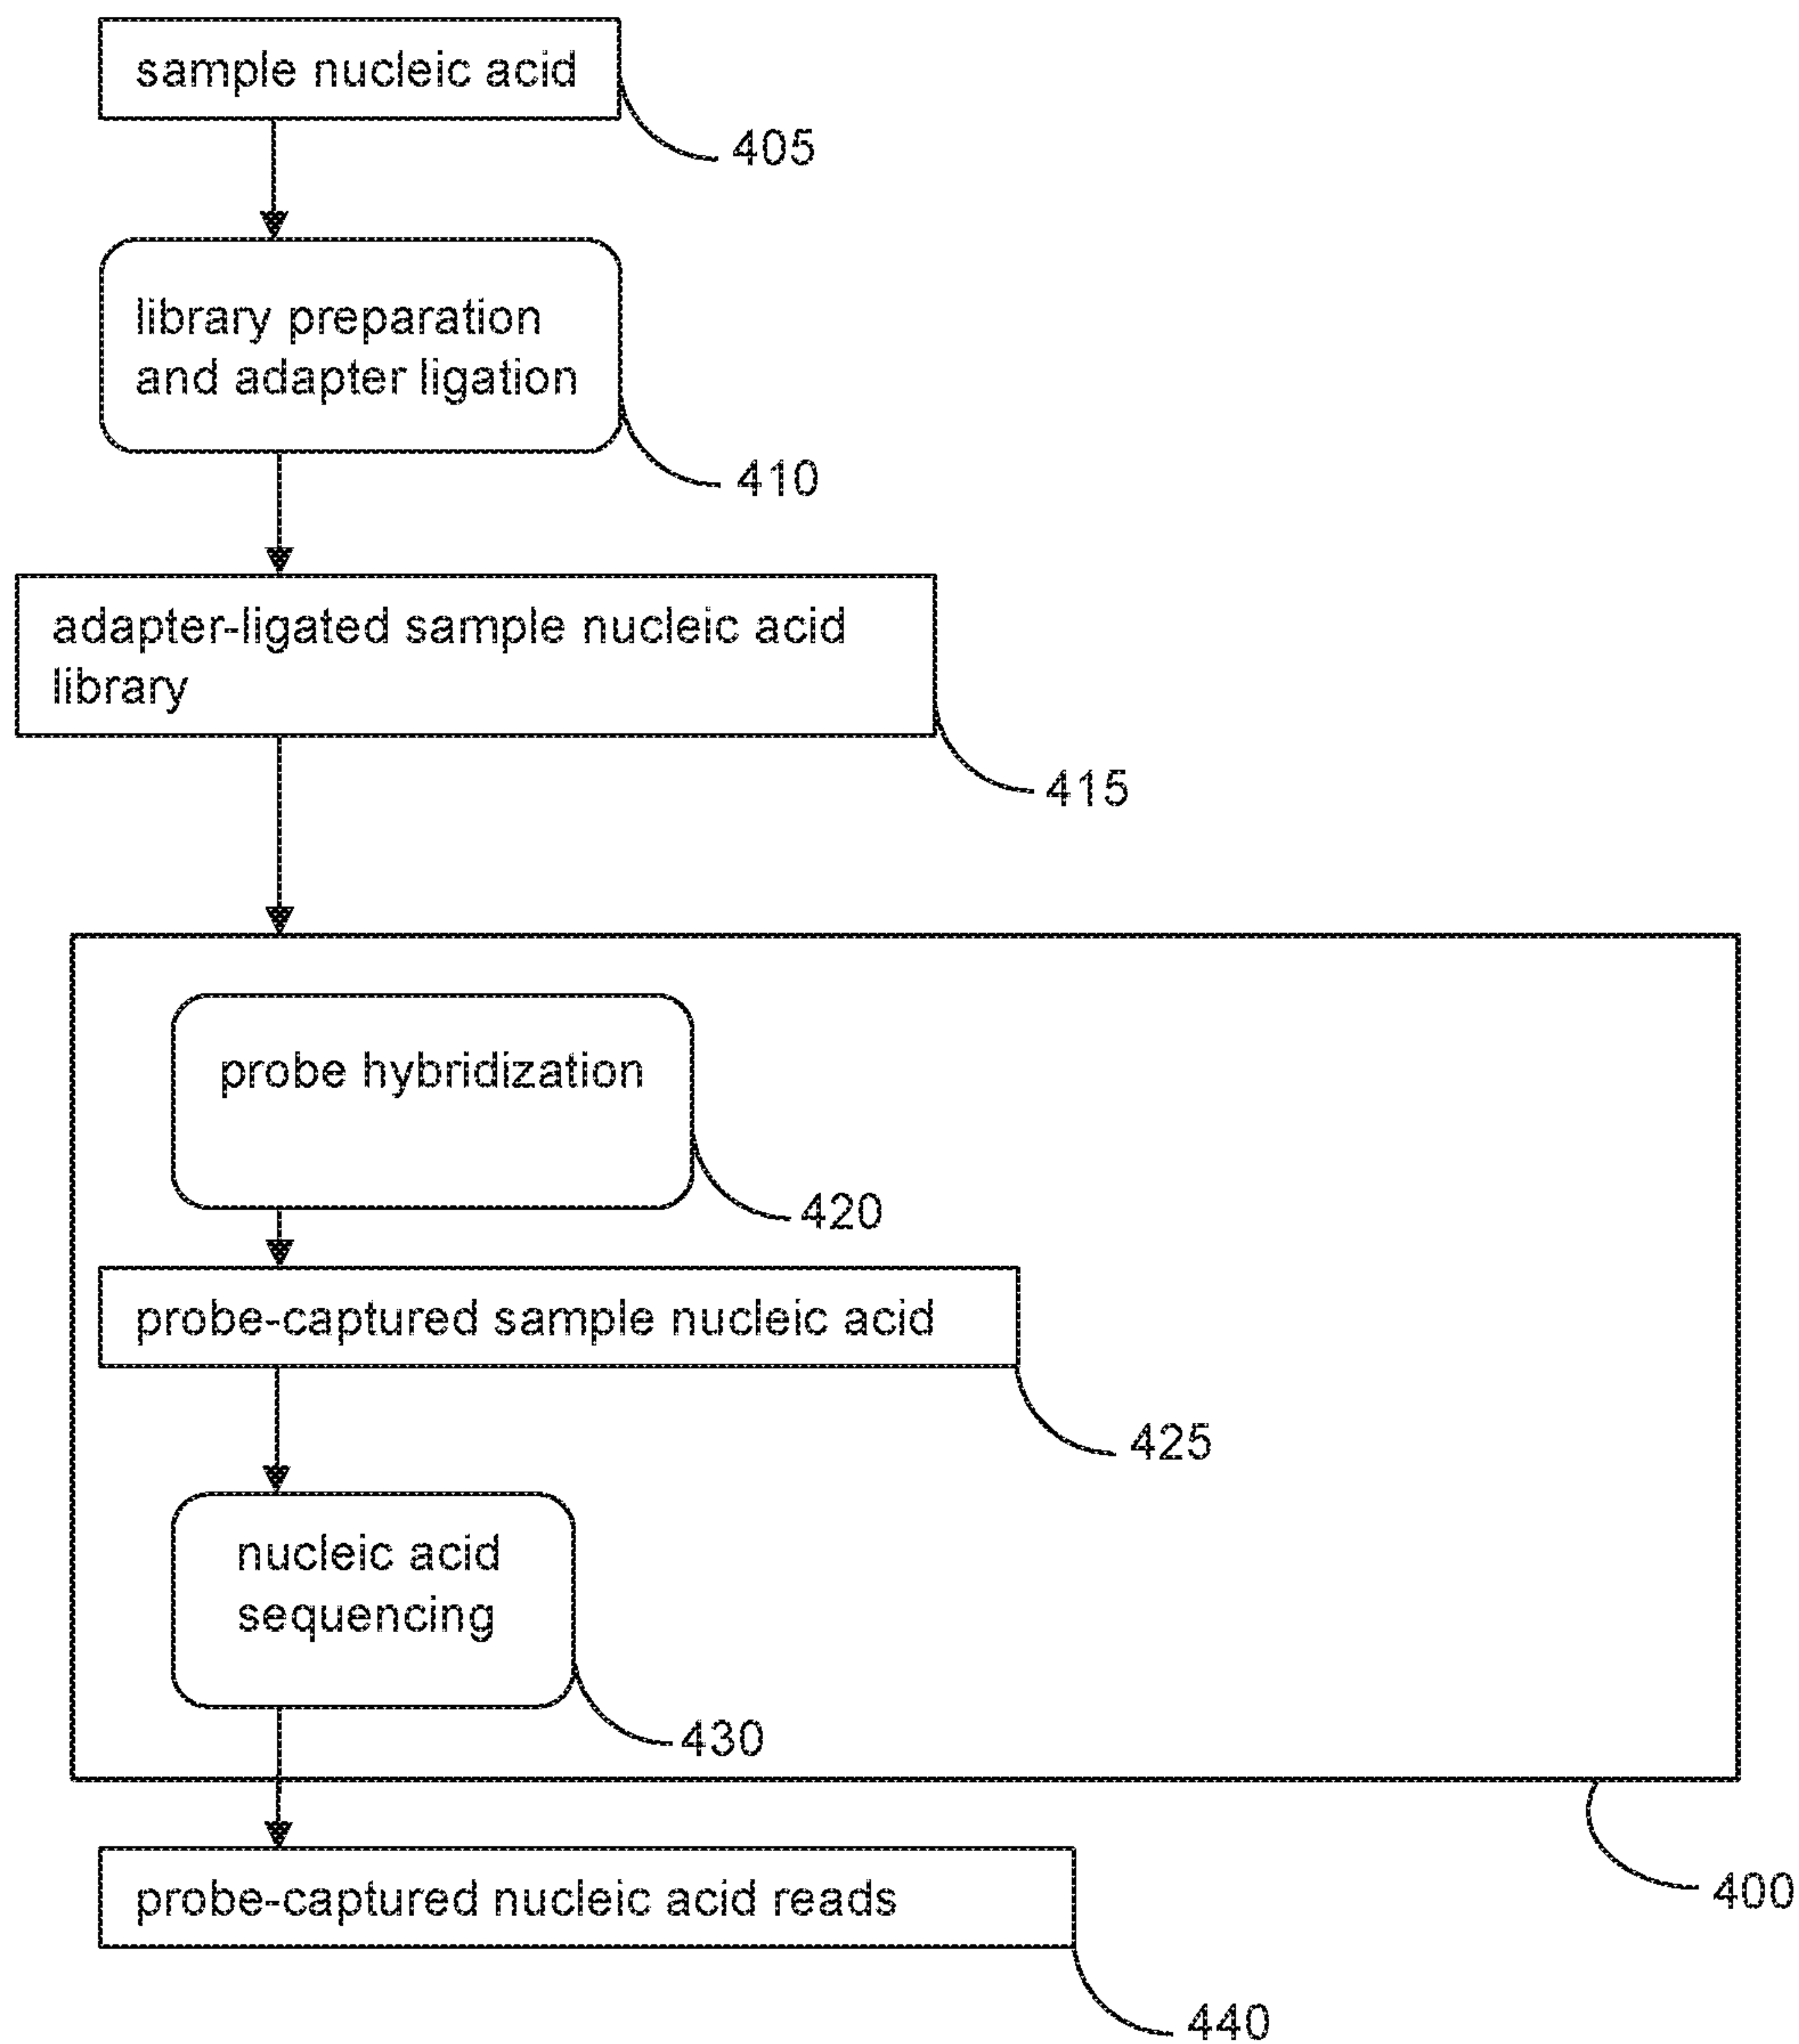 sample nucleic acid
405
library preparation
and adapter ligation
410
adapter-ligated sample nucleic acid
library
415
probe hybridization
420
probe-captured sample nucleic acid
425
nucleic acid
sequencing
430
400
probe-captured nucleic acid reads
440